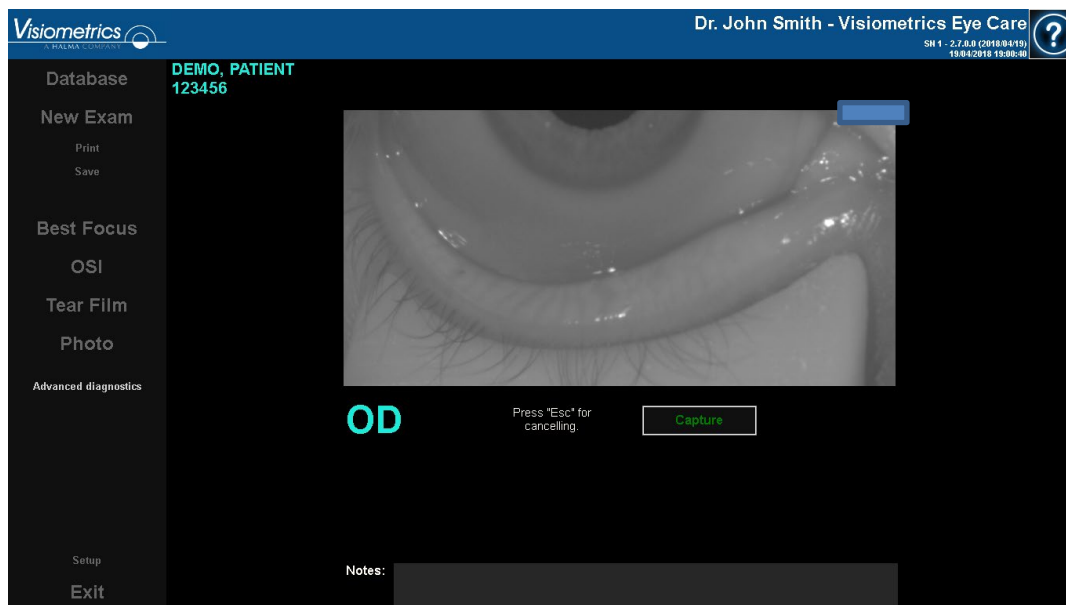 Visiometrics
A HALMA COMPANY
Dr. John Smith - Visiometrics Eye Care
SH 1 - 2.7.0.0 (2018/04/19)
19/04/2018 19:00:40
?
DEMO, PATIENT
123456
Database
New Exam
Print
Save
Best Focus
OSI
Tear Film
Photo
Advanced diagnostics
OD
Press "Esc" for
cancelling.
Capture
Setup
Exit
Notes: